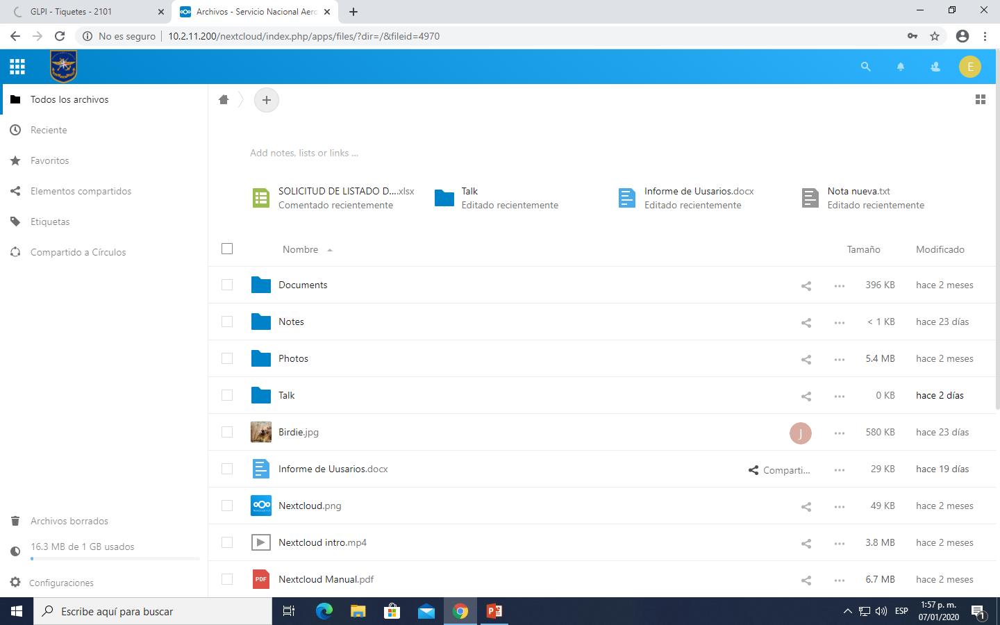 GLPI - Tiquetes - 2101
Archivos - Servicio Nacional Aero
No es seguro
10.2.11.200/nextcloud/index.php/apps/files/?dir=/&fileid=4970
E
Todos los archivos
Reciente
Favoritos
Elementos compartidos
Etiquetas
Compartido a Círculos
Archivos borrados
16.3 MB de 1 GB usados
Configuraciones
Add notes, lists or links ...
SOLICITUD DE LISTADO D....xlsx
Comentado recientemente
Talk
Editado recientemente
Informe de Uusarios.docx
Editado recientemente
Nota nueva.txt
Editado recientemente
Nombre Tamaño Modificado
Documents 396 KB hace 2 meses
Notes < 1 KB hace 23 días
Photos 5.4 MB hace 2 meses
Talk 0 KB hace 2 días
Birdie.jpg J 580 KB hace 23 días
Informe de Uusarios.docx Comparti... 29 KB hace 19 días
Nextcloud.png 49 KB hace 2 meses
Nextcloud intro.mp4 3.8 MB hace 2 meses
PDF Nextcloud Manual.pdf 6.7 MB hace 2 meses
Escribe aquí para buscar
ESP
1:57 p. m.
07/01/2020
1